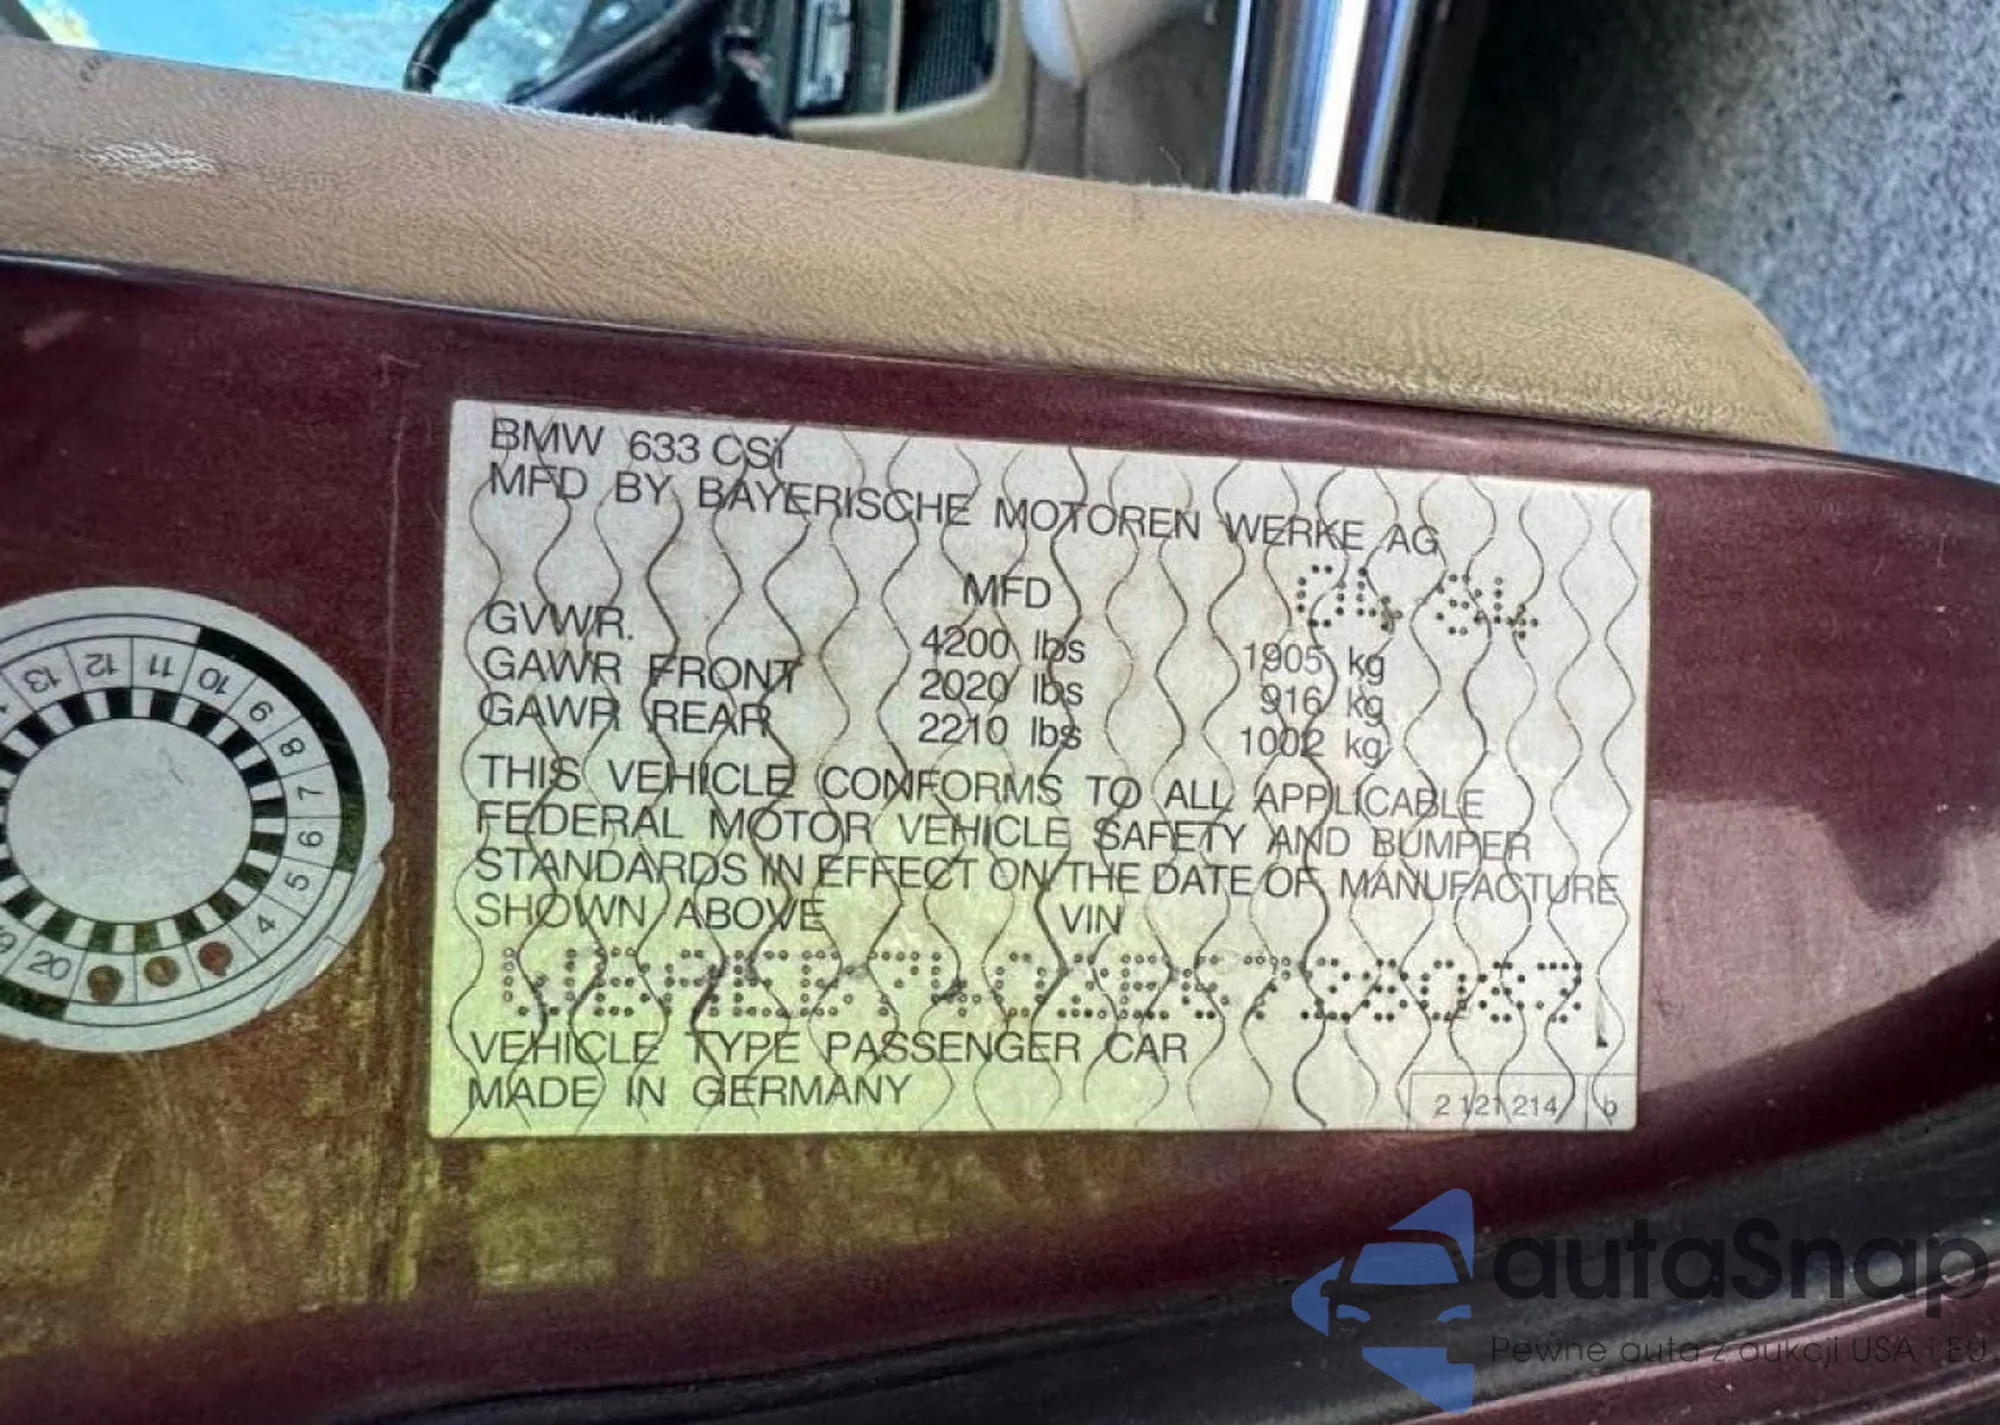 BMW 633 CSi
MFD BY BAYERISCHE MOTOREN WERKE AG
MFD 04 84
GVWR. 4200 lbs 1905 kg
GAWR FRONT 2020 lbs 916 kg
GAWR REAR 2210 lbs 1002 kg
THIS VEHICLE CONFORMS TO ALL APPLICABLE
FEDERAL MOTOR VEHICLE SAFETY AND BUMPER
STANDARDS IN EFFECT ON THE DATE OF MANUFACTURE
SHOWN ABOVE VIN
VEHICLE TYPE PASSENGER CAR
MADE IN GERMANY
2 121 214 b
13 12 11 10 9 8 7 6 5 4 20
autaSnap
Pewne auta z aukcji USA i EU